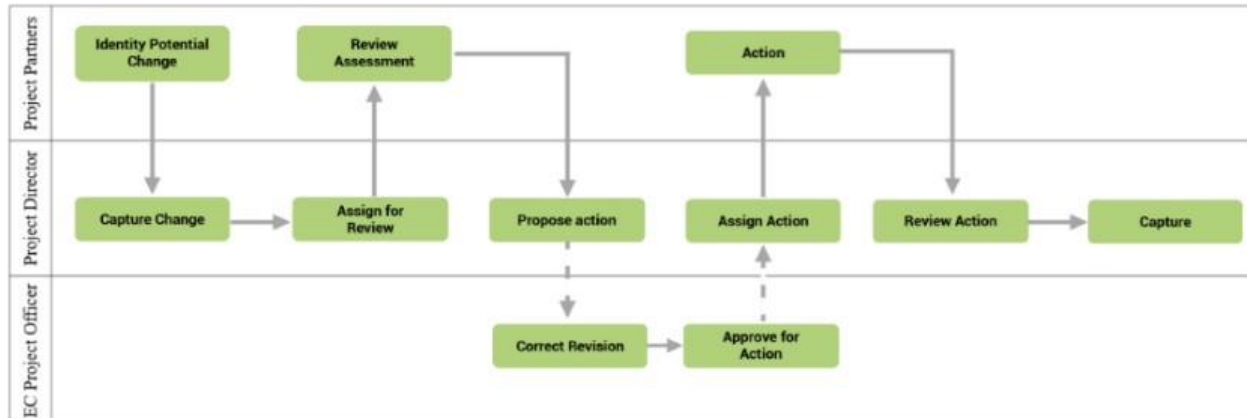 Project Partners
Identity Potential
Change
Review
Assessment
Action
Project Director
Capture Change
Assign for
Review
Propose action
Assign Action
Review Action
Capture
EC Project Officer
Correct Revision
Approve for
Action